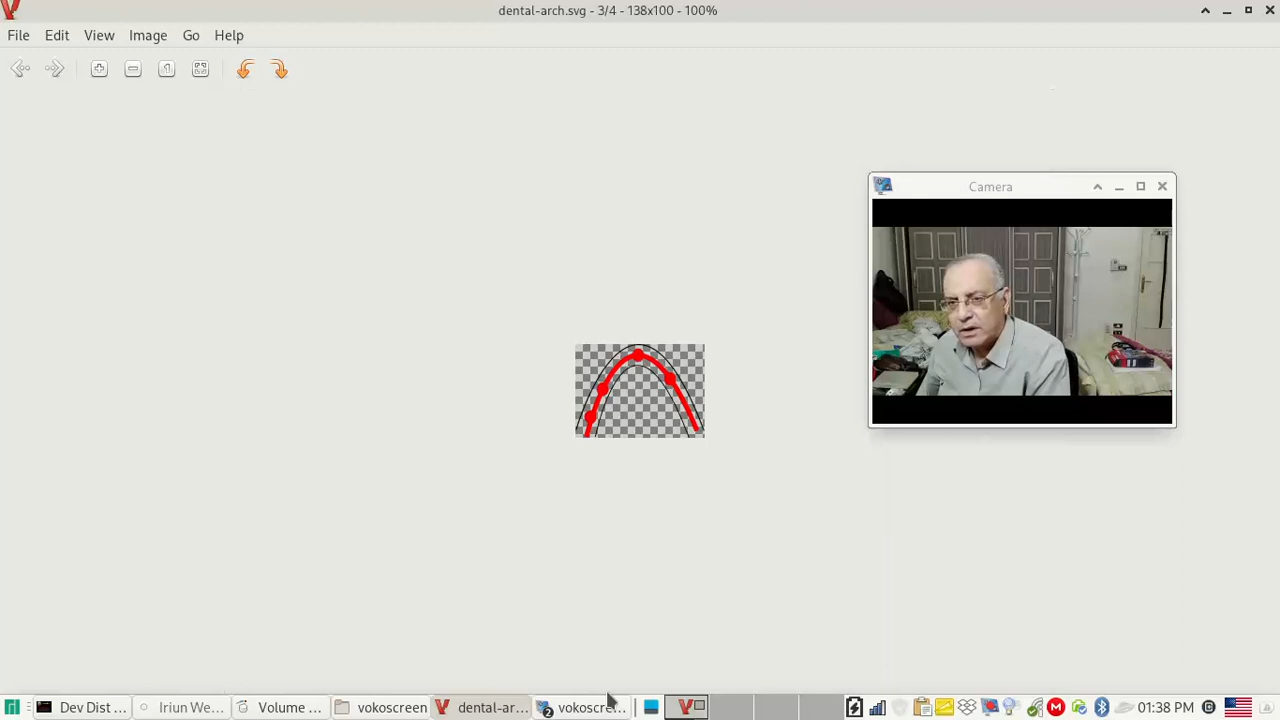 dental-arch.svg - 3/4 - 138x100 - 100%
File Edit View Image Go Help
Camera
Dev Dist ... Iriun We... Volume ... vokoscreen dental-ar... 2 vokoscre... 01:38 PM